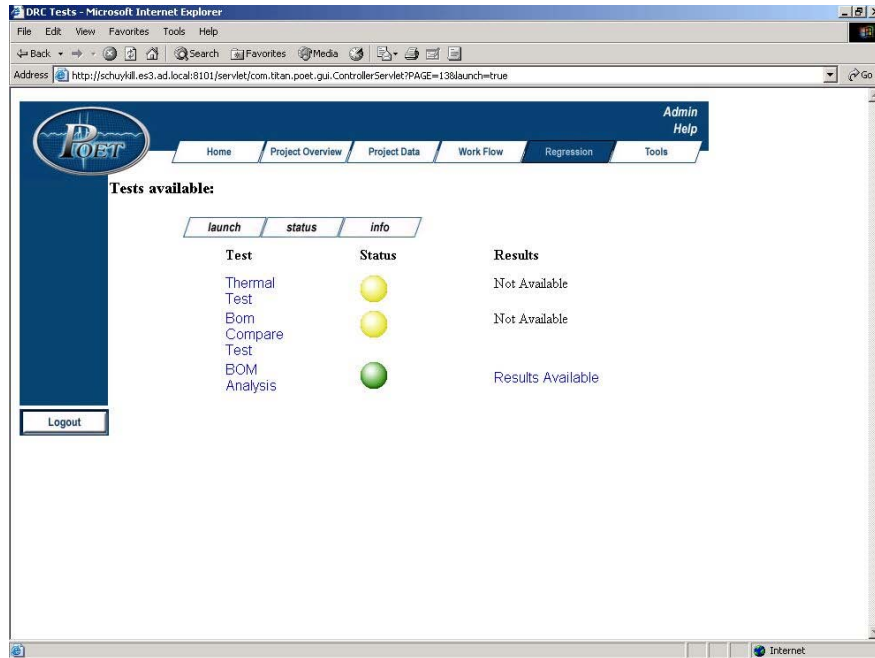 DRC Tests - Microsoft Internet Explorer
File Edit View Favorites Tools Help
Back Search Favorites Media
Address http://schuykill.es3.ad.local:8101/servlet/com.titan.poet.gui.ControllerServlet?PAGE=13&launch=true Go
Admin
Help
POET
Home Project Overview Project Data Work Flow Regression Tools
Tests available:
launch status info
Test Status Results
Thermal
Test
Not Available
Bom
Compare
Test
Not Available
BOM
Analysis
Results Available
Logout
Internet